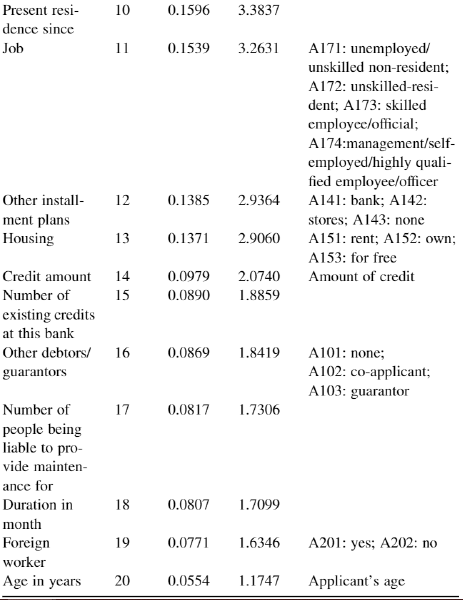 Present resi- 10 0.1596 3.3837
dence since
Job 11 0.1539 3.2631 A171: unemployed/
unskilled non-resident;
A172: unskilled-resi-
dent; A173: skilled
employee/official;
A174:management/self-
employed/highly quali-
fied employee/officer
Other install- 12 0.1385 2.9364 A141: bank; A142:
ment plans stores; A143: none
Housing 13 0.1371 2.9060 A151: rent; A152: own;
A153: for free
Credit amount 14 0.0979 2.0740 Amount of credit
Number of 15 0.0890 1.8859
existing credits
at this bank
Other debtors/ 16 0.0869 1.8419 A101: none;
guarantors A102: co-applicant;
A103: guarantor
Number of 17 0.0817 1.7306
people being
liable to pro-
vide mainten-
ance for
Duration in 18 0.0807 1.7099
month
Foreign 19 0.0771 1.6346 A201: yes; A202: no
worker
Age in years 20 0.0554 1.1747 Applicant's age